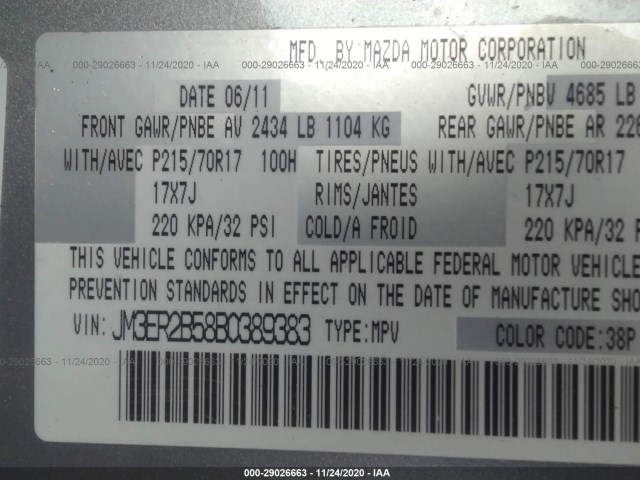 MFD. BY MAZDA MOTOR CORPORATION
000-29026663 - 11/24/2020 - IAA 000-29026663 - 11/24/2020 - IAA 000-29026663 - 11/24/2020 - IAA
DATE 06/11 GVWR/PNBV 4685 LB
FRONT GAWR/PNBE AV 2434 LB 1104 KG REAR GAWR/PNBE AR
WITH/AVEC P215/70R17 100H TIRES/PNEUS WITH/AVEC P215/70R17
17X7J RIMS/JANTES 17X7J
220 KPA/32 PSI COLD/A FROID 220 KPA/32
THIS VEHICLE CONFORMS TO ALL APPLICABLE FEDERAL MOTOR VEHICLE
PREVENTION STANDARDS IN EFFECT ON THE DATE OF MANUFACTURE
VIN: JM3ER2B58B0389383 TYPE:MPV COLOR CODE:38P
000-29026663 - 11/24/2020 - IAA 000-29026663 - 11/24/2020 - IAA 000-29026663 - 11/24/2020 - IAA
000-29026663 - 11/24/2020 - IAA